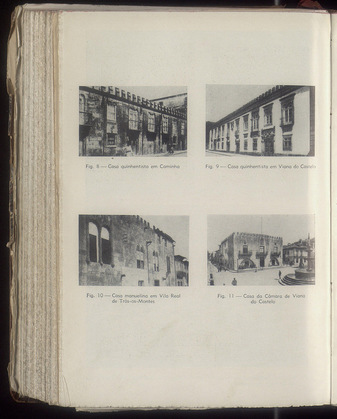 Fig. 8 — Casa quinhentista em Caminha
Fig. 9 — Casa quinhentista em Viana do Castelo
Fig. 10 — Casa manuelina em Vila Real
de Trás-os-Montes
Fig. 11 — Casa da Câmara de Viana
do Castelo